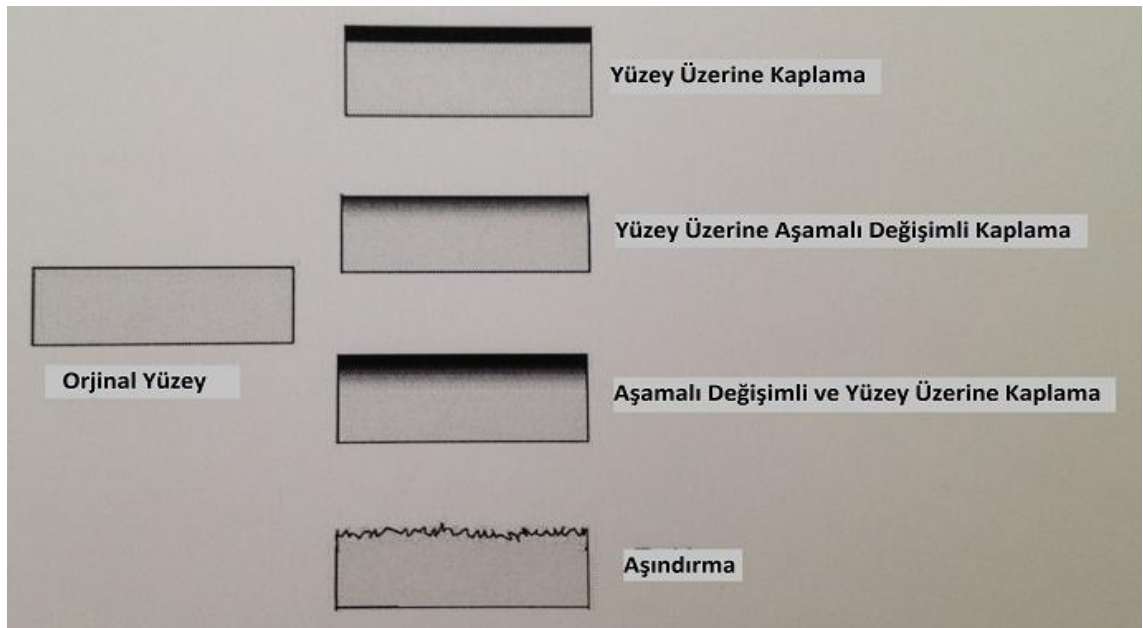 Yüzey Üzerine Kaplama
Yüzey Üzerine Aşamalı Değişimli Kaplama
Orjinal Yüzey
Aşamalı Değişimli ve Yüzey Üzerine Kaplama
Aşındırma